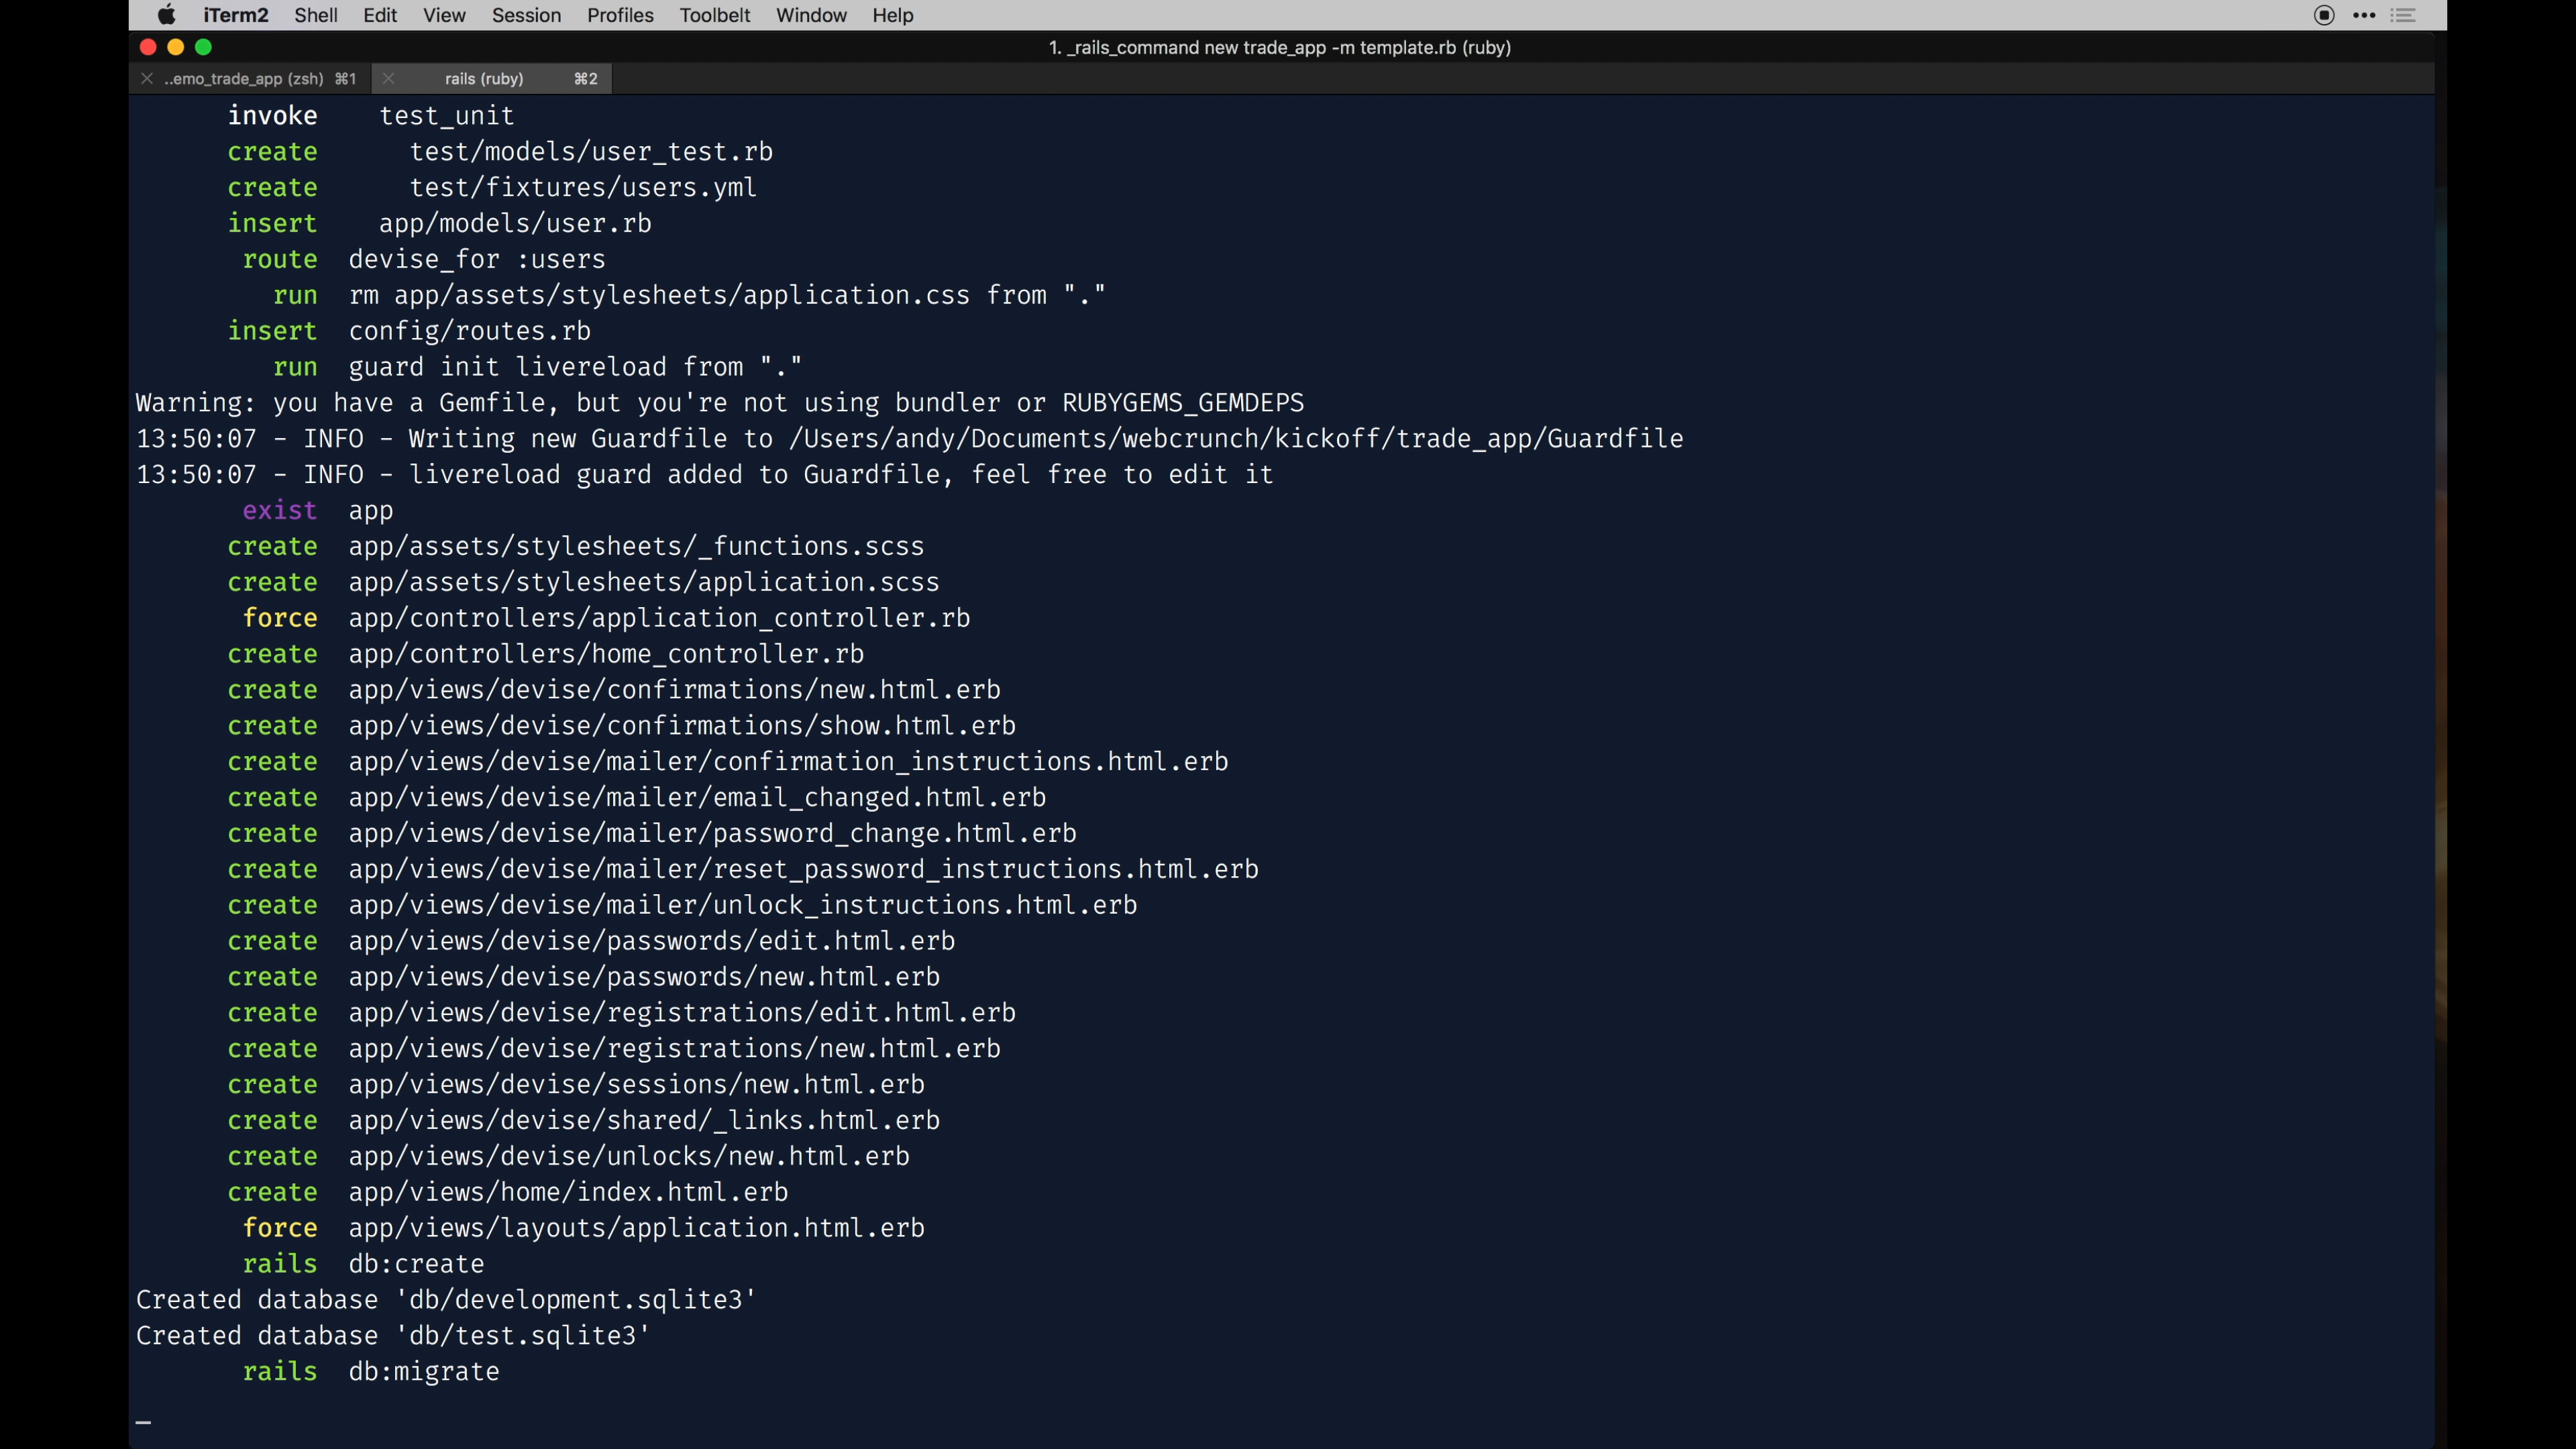 iTerm2 Shell Edit View Session Profiles Toolbelt Window Help
1. _rails_command new trade_app -m template.rb (ruby)
..emo_trade_app (zsh) ⌘1 rails (ruby) ⌘2
invoke test_unit
create test/models/user_test.rb
create test/fixtures/users.yml
insert app/models/user.rb
route devise_for :users
run rm app/assets/stylesheets/application.css from "."
insert config/routes.rb
run guard init livereload from "."
Warning: you have a Gemfile, but you're not using bundler or RUBYGEMS_GEMDEPS
13:50:07 - INFO - Writing new Guardfile to /Users/andy/Documents/webcrunch/kickoff/trade_app/Guardfile
13:50:07 - INFO - livereload guard added to Guardfile, feel free to edit it
exist app
create app/assets/stylesheets/_functions.scss
create app/assets/stylesheets/application.scss
force app/controllers/application_controller.rb
create app/controllers/home_controller.rb
create app/views/devise/confirmations/new.html.erb
create app/views/devise/confirmations/show.html.erb
create app/views/devise/mailer/confirmation_instructions.html.erb
create app/views/devise/mailer/email_changed.html.erb
create app/views/devise/mailer/password_change.html.erb
create app/views/devise/mailer/reset_password_instructions.html.erb
create app/views/devise/mailer/unlock_instructions.html.erb
create app/views/devise/passwords/edit.html.erb
create app/views/devise/passwords/new.html.erb
create app/views/devise/registrations/edit.html.erb
create app/views/devise/registrations/new.html.erb
create app/views/devise/sessions/new.html.erb
create app/views/devise/shared/_links.html.erb
create app/views/devise/unlocks/new.html.erb
create app/views/home/index.html.erb
force app/views/layouts/application.html.erb
rails db:create
Created database 'db/development.sqlite3'
Created database 'db/test.sqlite3'
rails db:migrate